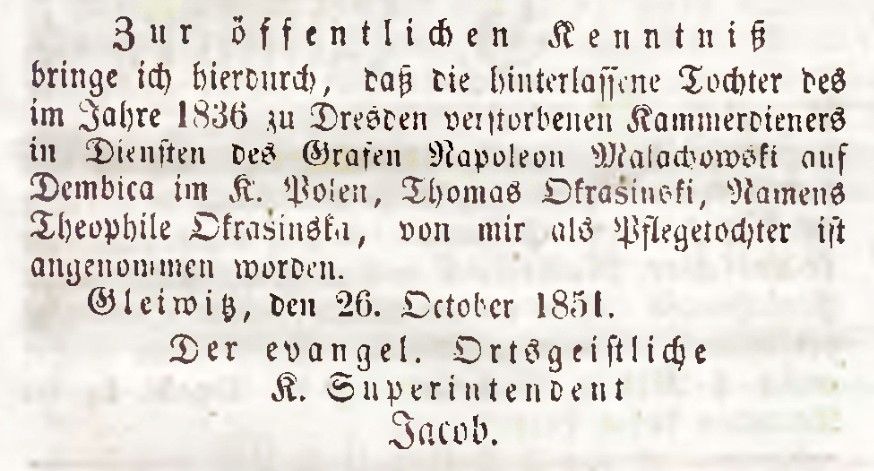 Zur öffentlichen Kenntniß
bringe ich hierdurch, daß die hinterlassene Tochter des
im Jahre 1836 zu Dresden verstorbenen Kammerdieners
in Diensten des Grafen Napoleon Malachowski auf
Dembica im K. Polen, Thomas Okrasinski, Namens
Theophile Okrasinska, von mir als Pflegetochter ist
angenommen worden.
Gleiwitz, den 26. October 1851.
Der evangel. Ortsgeistliche
K. Superintendent
Jacob.